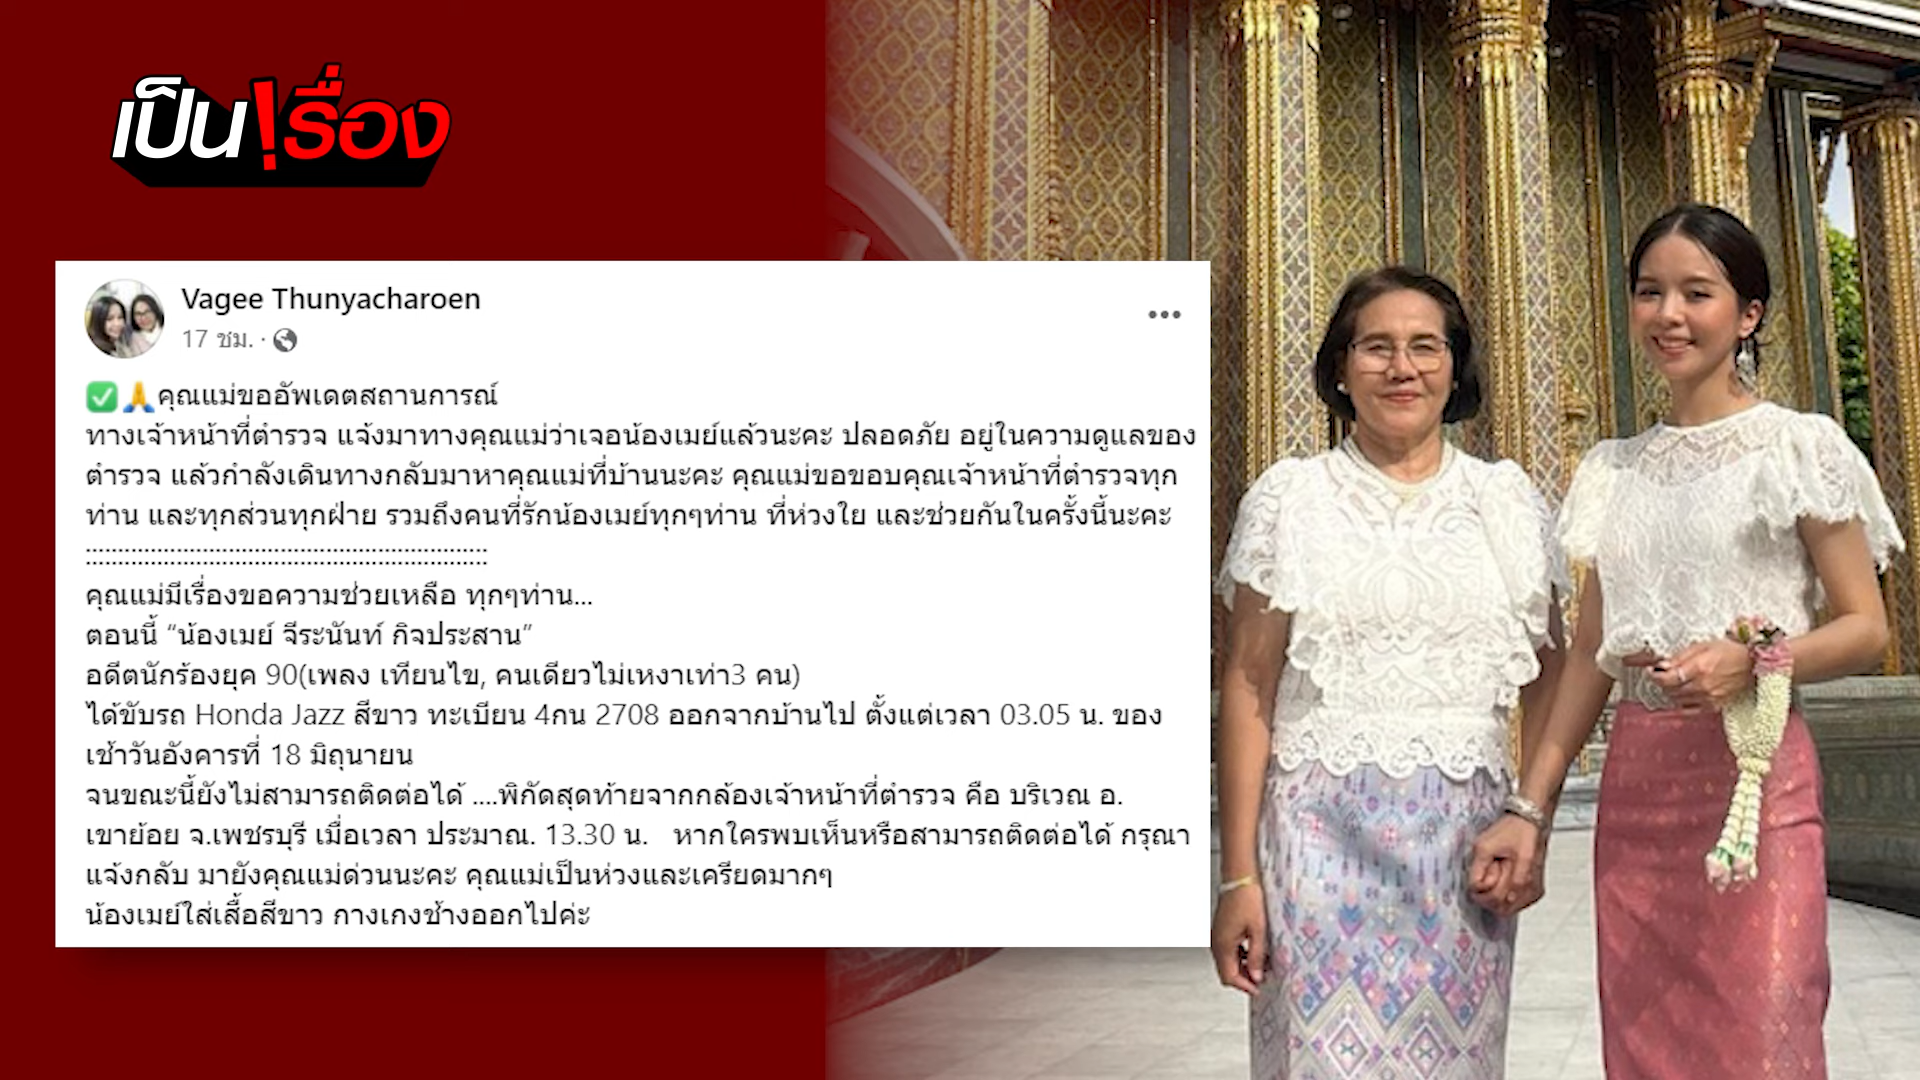 เป็น!เรื่อง
Vagee Thunyacharoen
17 ชม. ·
✅🙏คุณแม่ขออัพเดตสถานการณ์
ทางเจ้าหน้าที่ตำรวจ แจ้งมาทางคุณแม่ว่าเจอน้องเมย์แล้วนะคะ ปลอดภัย อยู่ในความดูแลของ
ตำรวจ แล้วกำลังเดินทางกลับมาหาคุณแม่ที่บ้านนะคะ คุณแม่ขอขอบคุณเจ้าหน้าที่ตำรวจทุก
ท่าน และทุกส่วนทุกฝ่าย รวมถึงคนที่รักน้องเมย์ทุกๆท่าน ที่ห่วงใย และช่วยกันในครั้งนี้นะคะ
::::::::::::::::::::::::::::::::::::::::::::::::::::::::::::::
คุณแม่มีเรื่องขอความช่วยเหลือ ทุกๆท่าน...
ตอนนี้ “น้องเมย์ จีระนันท์ กิจประสาน”
อดีตนักร้องยุค 90(เพลง เทียนไข, คนเดียวไม่เหงาเท่า3 คน)
ได้ขับรถ Honda Jazz สีขาว ทะเบียน 4กน 2708 ออกจากบ้านไป ตั้งแต่เวลา 03.05 น. ของ
เช้าวันอังคารที่ 18 มิถุนายน
จนขณะนี้ยังไม่สามารถติดต่อได้ ....พิกัดสุดท้ายจากกล้องเจ้าหน้าที่ตำรวจ คือ บริเวณ อ.
เขาย้อย จ.เพชรบุรี เมื่อเวลา ประมาณ. 13.30 น. หากใครพบเห็นหรือสามารถติดต่อได้ กรุณา
แจ้งกลับ มายังคุณแม่ด่วนนะคะ คุณแม่เป็นห่วงและเครียดมากๆ
น้องเมย์ใส่เสื้อสีขาว กางเกงช้างออกไปค่ะ